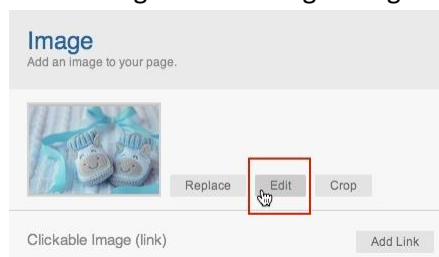 Image
Add an image to your page.
Replace Edit Crop
Clickable Image (link) Add Link